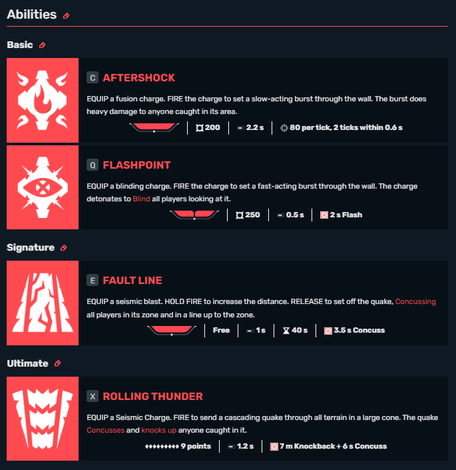 Abilities
Basic
C AFTERSHOCK
EQUIP a fusion charge. FIRE the charge to set a slow-acting burst through the wall. The burst does
heavy damage to anyone caught in its area.
200 2.2 s 80 per tick, 2 ticks within 0.6 s
Q FLASHPOINT
EQUIP a blinding charge. FIRE the charge to set a fast-acting burst through the wall. The charge
detonates to Blind all players looking at it.
250 0.5 s 2 s Flash
Signature
E FAULT LINE
EQUIP a seismic blast. HOLD FIRE to increase the distance. RELEASE to set off the quake, Concussing
all players in its zone and in a line up to the zone.
Free 1 s 40 s 3.5 s Concuss
Ultimate
X ROLLING THUNDER
EQUIP a Seismic Charge. FIRE to send a cascading quake through all terrain in a large cone. The quake
Concusses and knocks up anyone caught in it.
9 points 1.2 s 7 m Knockback + 6 s Concuss